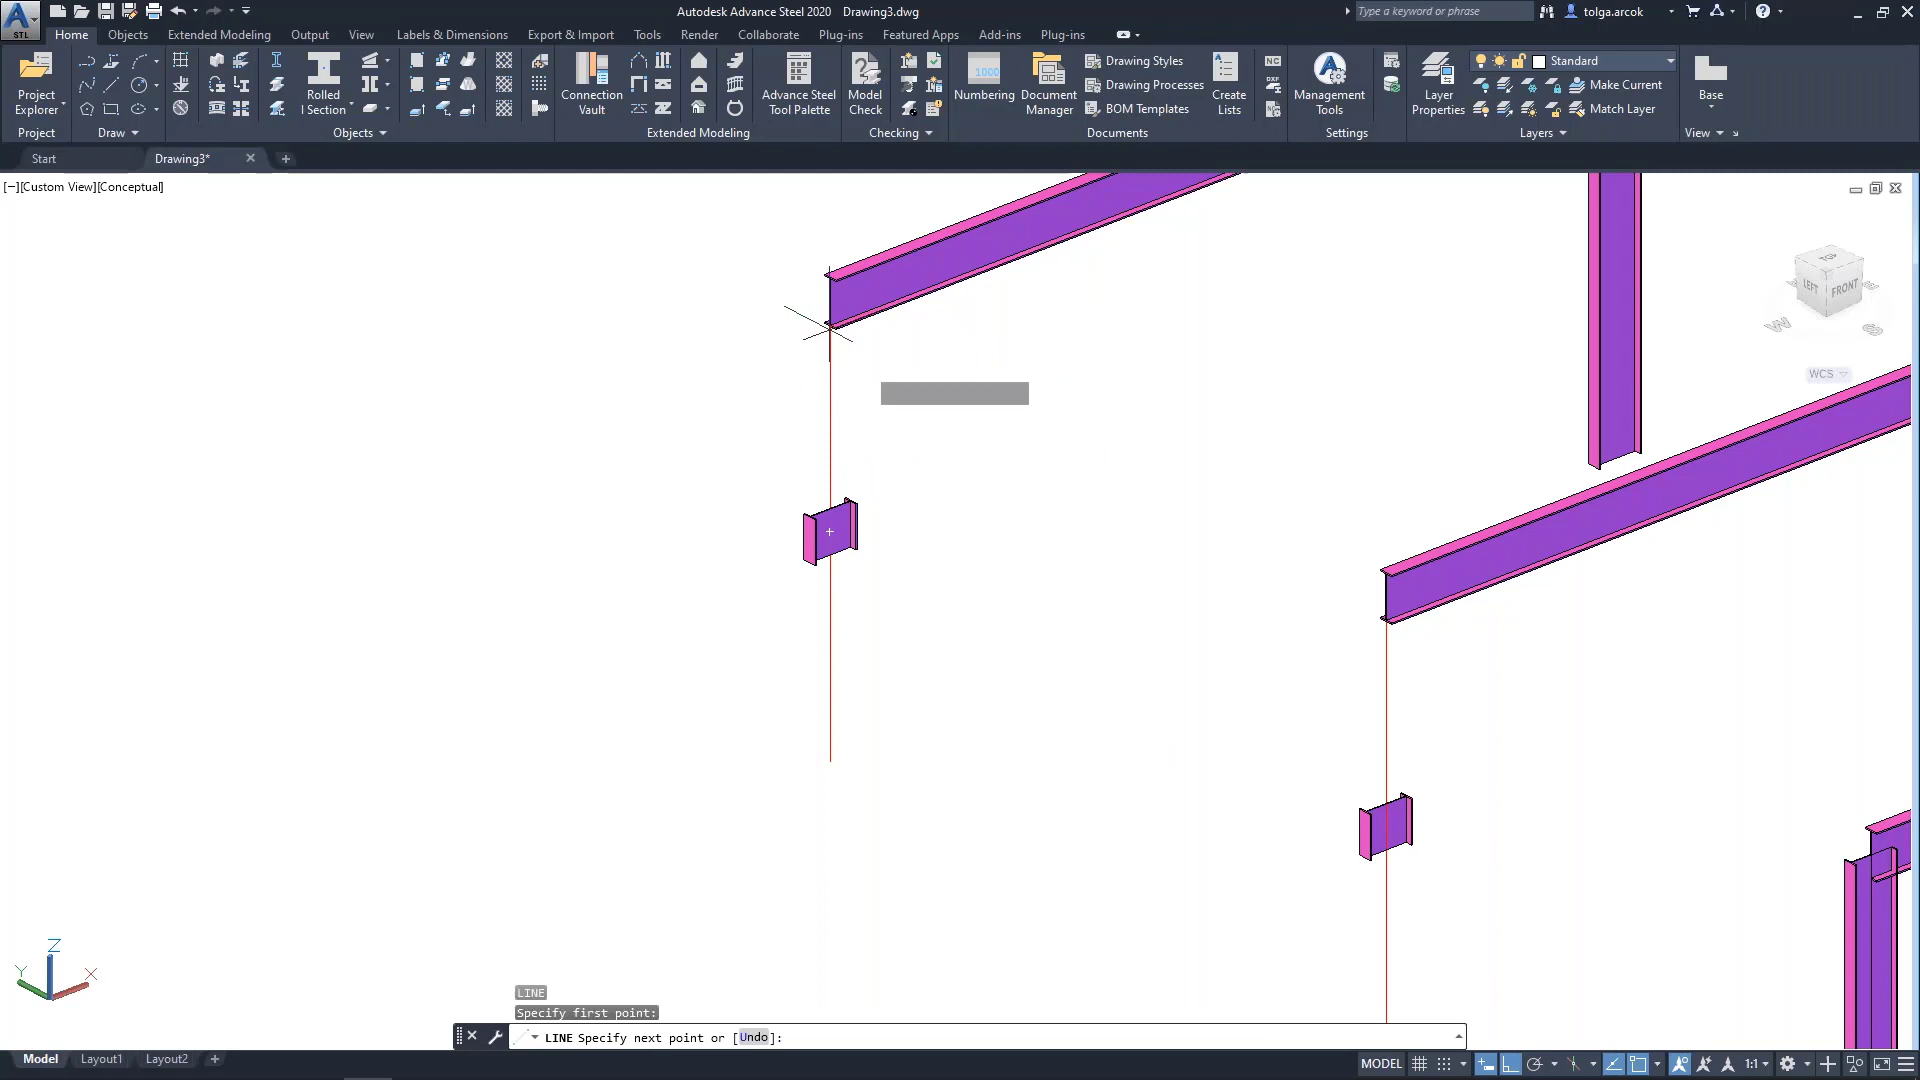 Autodesk Advance Steel 2020 Drawing3.dwg
Type a keyword or phrase
tolga.arcok
STL
Home Objects Extended Modeling Output View Labels & Dimensions Export & Import Tools Render Collaborate Plug-ins Featured Apps Add-ins Plug-ins
Project Explorer
Rolled I Section
Connection Vault
Advance Steel Tool Palette
Model Check
1000
Numbering
Document Manager
Drawing Styles
Drawing Processes
BOM Templates
Create Lists
NC
DXF
Management Tools
Layer Properties
Standard
Make Current
Match Layer
Base
Project Draw Objects Extended Modeling Checking Documents Settings Layers View
Start Drawing3*
[−][Custom View][Conceptual]
TOP
LEFT FRONT
W S
WCS
Z
Y X
LINE
Specify first point:
LINE Specify next point or [Undo]:
Model Layout1 Layout2
MODEL 1:1